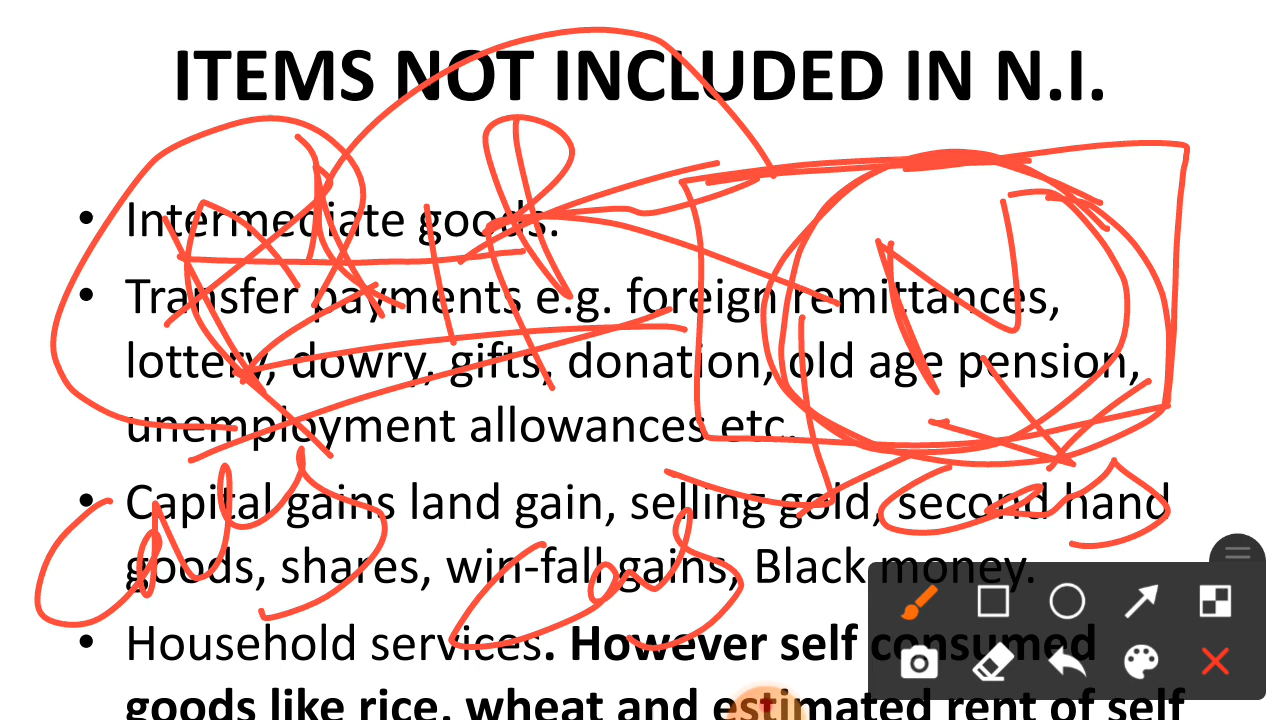 ITEMS NOT INCLUDED IN N.I.
• Intermediate goods.
• Transfer payments e.g. foreign remittances,
lottery, dowry, gifts, donation, old age pension,
unemployment allowances etc.
• Capital gains land gain, selling gold, second hand
goods, shares, win-fall gains, Black money.
• Household services. However self consumed
goods like rice, wheat and estimated rent of self